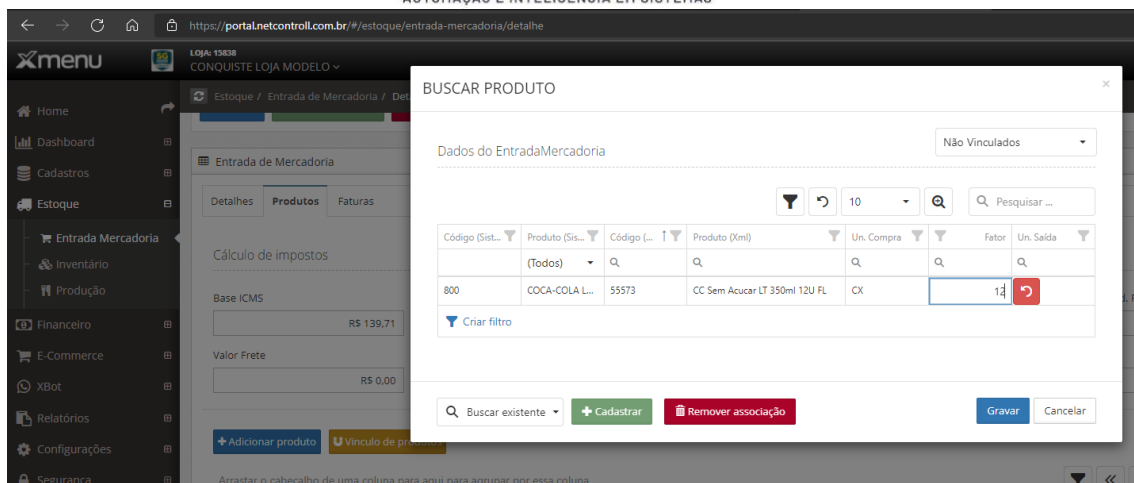 AUTOMAÇÃO E INTELIGÊNCIA EM SISTEMAS
https://portal.netcontroll.com.br/#/estoque/entrada-mercadoria/detalhe
Xmenu
LOJA: 15838
CONQUISTE LOJA MODELO
Estoque / Entrada de Mercadoria / Det
Home
Dashboard
Cadastros
Estoque
Entrada Mercadoria
Inventário
Produção
Financeiro
E-Commerce
XBot
Relatórios
Configurações
Segurança
Entrada de Mercadoria
Detalhes Produtos Faturas
Cálculo de impostos
Base ICMS
R$ 139,71
Valor Frete
R$ 0,00
Adicionar produto Vinculo de produtos
Arrastar o cabeçalho de uma coluna para aqui para agrupar por essa coluna
BUSCAR PRODUTO ×
Dados do EntradaMercadoria
Não Vinculados
10 Pesquisar ...
Código (Sist... Produto (Sis... Código (... Produto (Xml) Un. Compra Fator Un. Saída
(Todos)
800 COCA-COLA L... 55573 CC Sem Acucar LT 350ml 12U FL CX 12
Criar filtro
Buscar existente Cadastrar Remover associação Gravar Cancelar